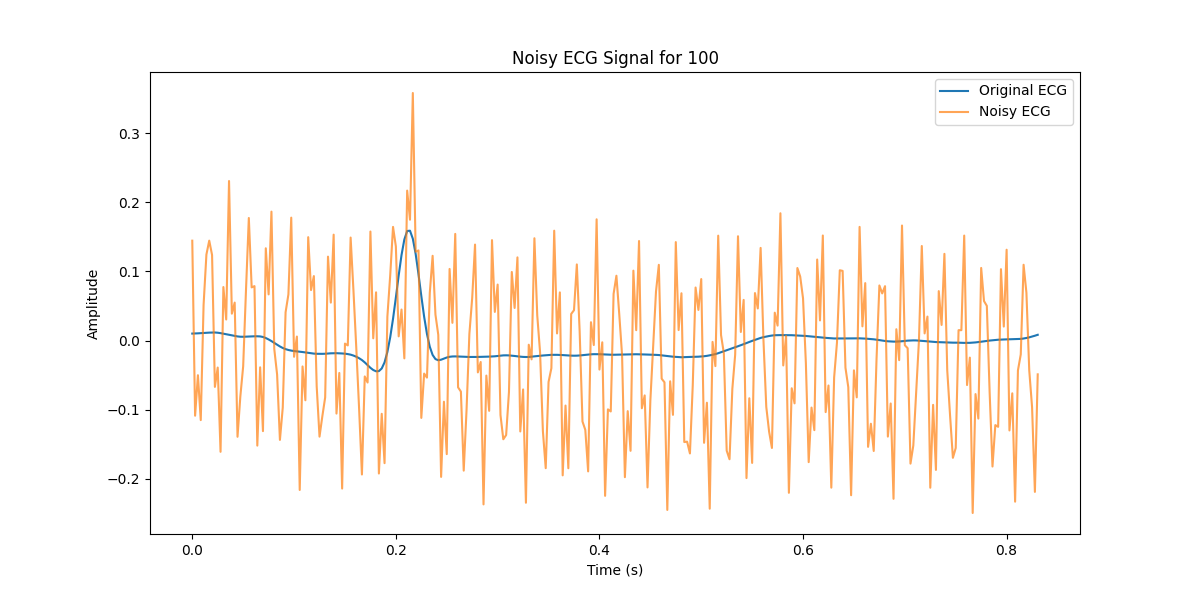 Noisy ECG Signal for 100
Original ECG
Noisy ECG
Amplitude
0.3
0.2
0.1
0.0
−0.1
−0.2
0.0 0.2 0.4 0.6 0.8
Time (s)